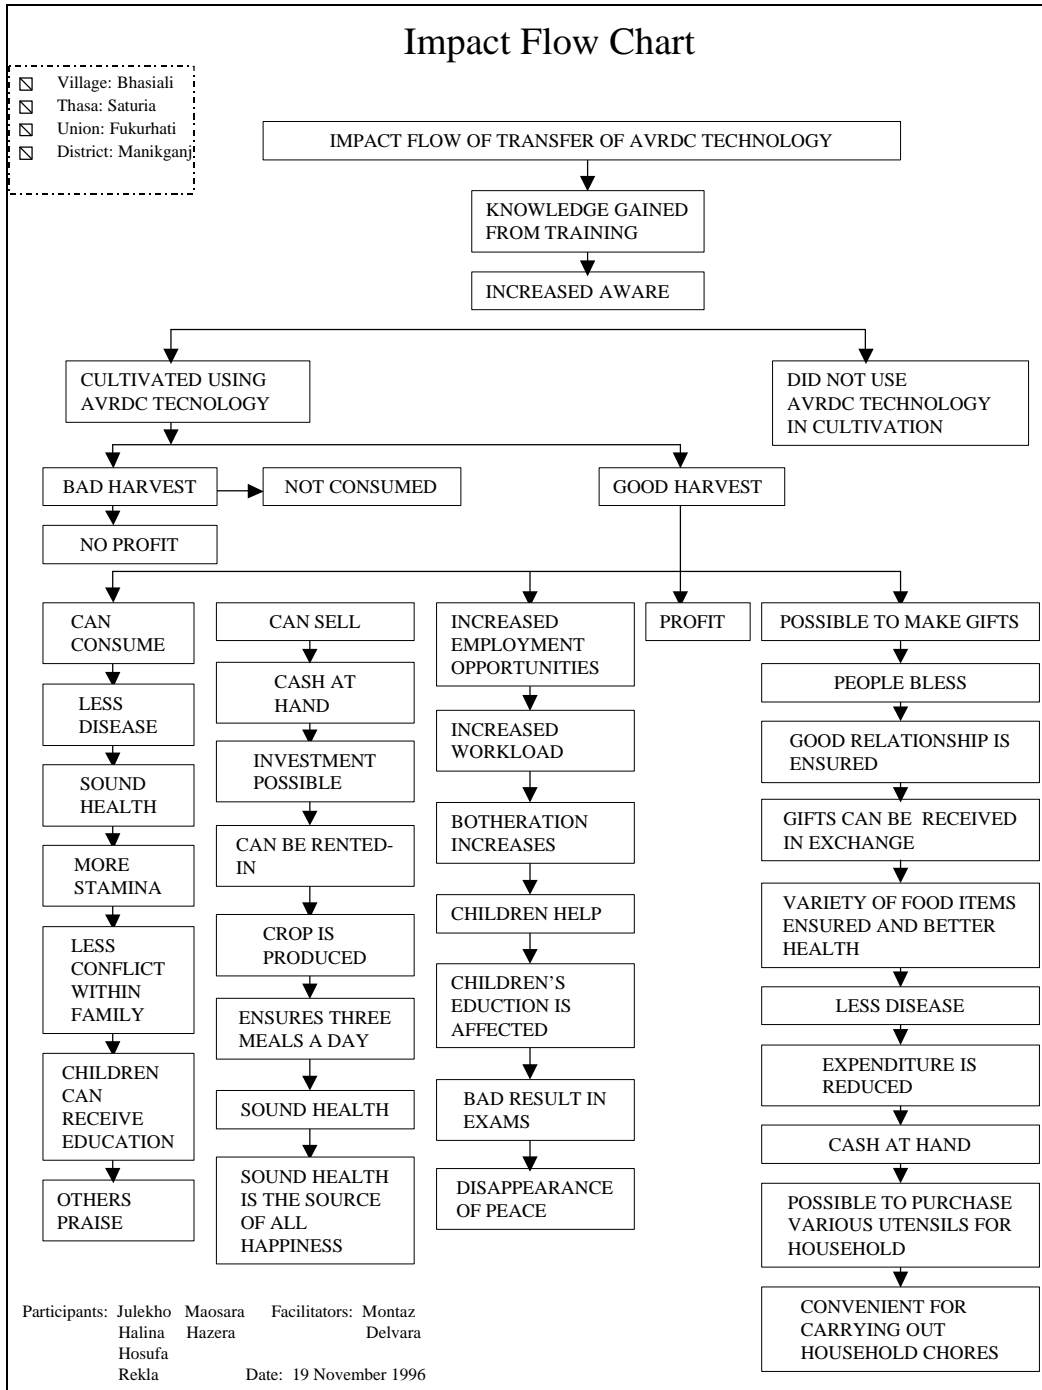 Impact Flow Chart
Village: Bhasiali
Thasa: Saturia
Union: Fukurhati
District: Manikganj
IMPACT FLOW OF TRANSFER OF AVRDC TECHNOLOGY
KNOWLEDGE GAINED
FROM TRAINING
INCREASED AWARE
CULTIVATED USING
AVRDC TECNOLOGY
DID NOT USE
AVRDC TECHNOLOGY
IN CULTIVATION
BAD HARVEST
NOT CONSUMED
GOOD HARVEST
NO PROFIT
CAN
CONSUME
LESS
DISEASE
SOUND
HEALTH
MORE
STAMINA
LESS
CONFLICT
WITHIN
FAMILY
CHILDREN
CAN
RECEIVE
EDUCATION
OTHERS
PRAISE
CAN SELL
CASH AT
HAND
INVESTMENT
POSSIBLE
CAN BE RENTED-
IN
CROP IS
PRODUCED
ENSURES THREE
MEALS A DAY
SOUND HEALTH
SOUND HEALTH
IS THE SOURCE
OF ALL
HAPPINESS
INCREASED
EMPLOYMENT
OPPORTUNITIES
INCREASED
WORKLOAD
BOTHERATION
INCREASES
CHILDREN HELP
CHILDREN’S
EDUCTION IS
AFFECTED
BAD RESULT IN
EXAMS
DISAPPEARANCE
OF PEACE
PROFIT
POSSIBLE TO MAKE GIFTS
PEOPLE BLESS
GOOD RELATIONSHIP IS
ENSURED
GIFTS CAN BE RECEIVED
IN EXCHANGE
VARIETY OF FOOD ITEMS
ENSURED AND BETTER
HEALTH
LESS DISEASE
EXPENDITURE IS
REDUCED
CASH AT HAND
POSSIBLE TO PURCHASE
VARIOUS UTENSILS FOR
HOUSEHOLD
CONVENIENT FOR
CARRYING OUT
HOUSEHOLD CHORES
Participants: Julekho Maosara Facilitators: Montaz
Halina Hazera Delvara
Hosufa
Rekla Date: 19 November 1996